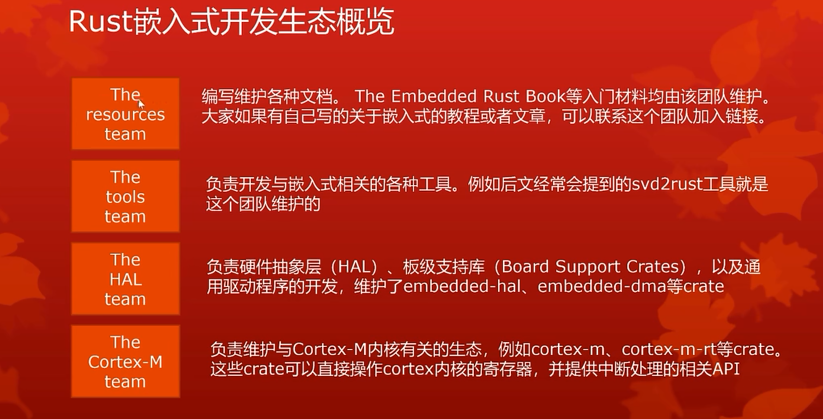 Rust嵌入式开发生态概览
The
resources
team
编写维护各种文档。 The Embedded Rust Book等入门材料均由该团队维护。
大家如果有自己写的关于嵌入式的教程或者文章，可以联系这个团队加入链接。
The
tools
team
负责开发与嵌入式相关的各种工具。例如后文经常会提到的svd2rust工具就是
这个团队维护的
The
HAL
team
负责硬件抽象层（HAL）、板级支持库（Board Support Crates），以及通
用驱动程序的开发，维护了embedded-hal、embedded-dma等crate
The
Cortex-M
team
负责维护与Cortex-M内核有关的生态，例如cortex-m、cortex-m-rt等crate。
这些crate可以直接操作cortex内核的寄存器，并提供中断处理的相关API